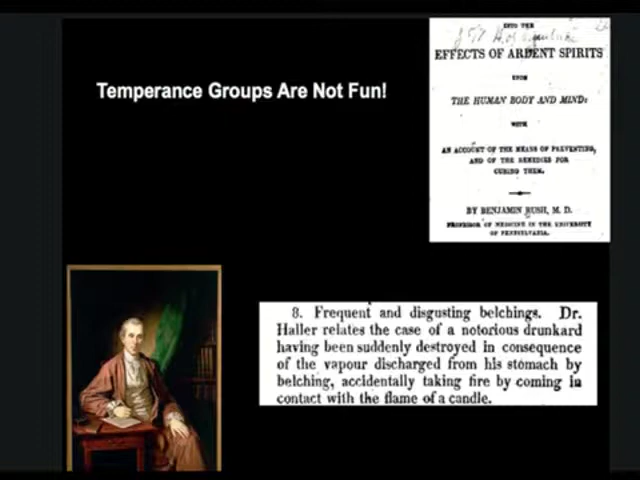 Temperance Groups Are Not Fun!
INTO THE
EFFECTS OF ARDENT SPIRITS
UPON
THE HUMAN BODY AND MIND:
WITH
AN ACCOUNT OF THE MEANS OF PREVENTING,
AND OF THE REMEDIES FOR
CURING THEM.
BY BENJAMIN RUSH, M. D.
PROFESSOR OF MEDICINE IN THE UNIVERSITY
OF PENNSYLVANIA.
8. Frequent and disgusting belchings. Dr.
Haller relates the case of a notorious drunkard
having been suddenly destroyed in consequence
of the vapour discharged from his stomach by
belching, accidentally taking fire by coming in
contact with the flame of a candle.